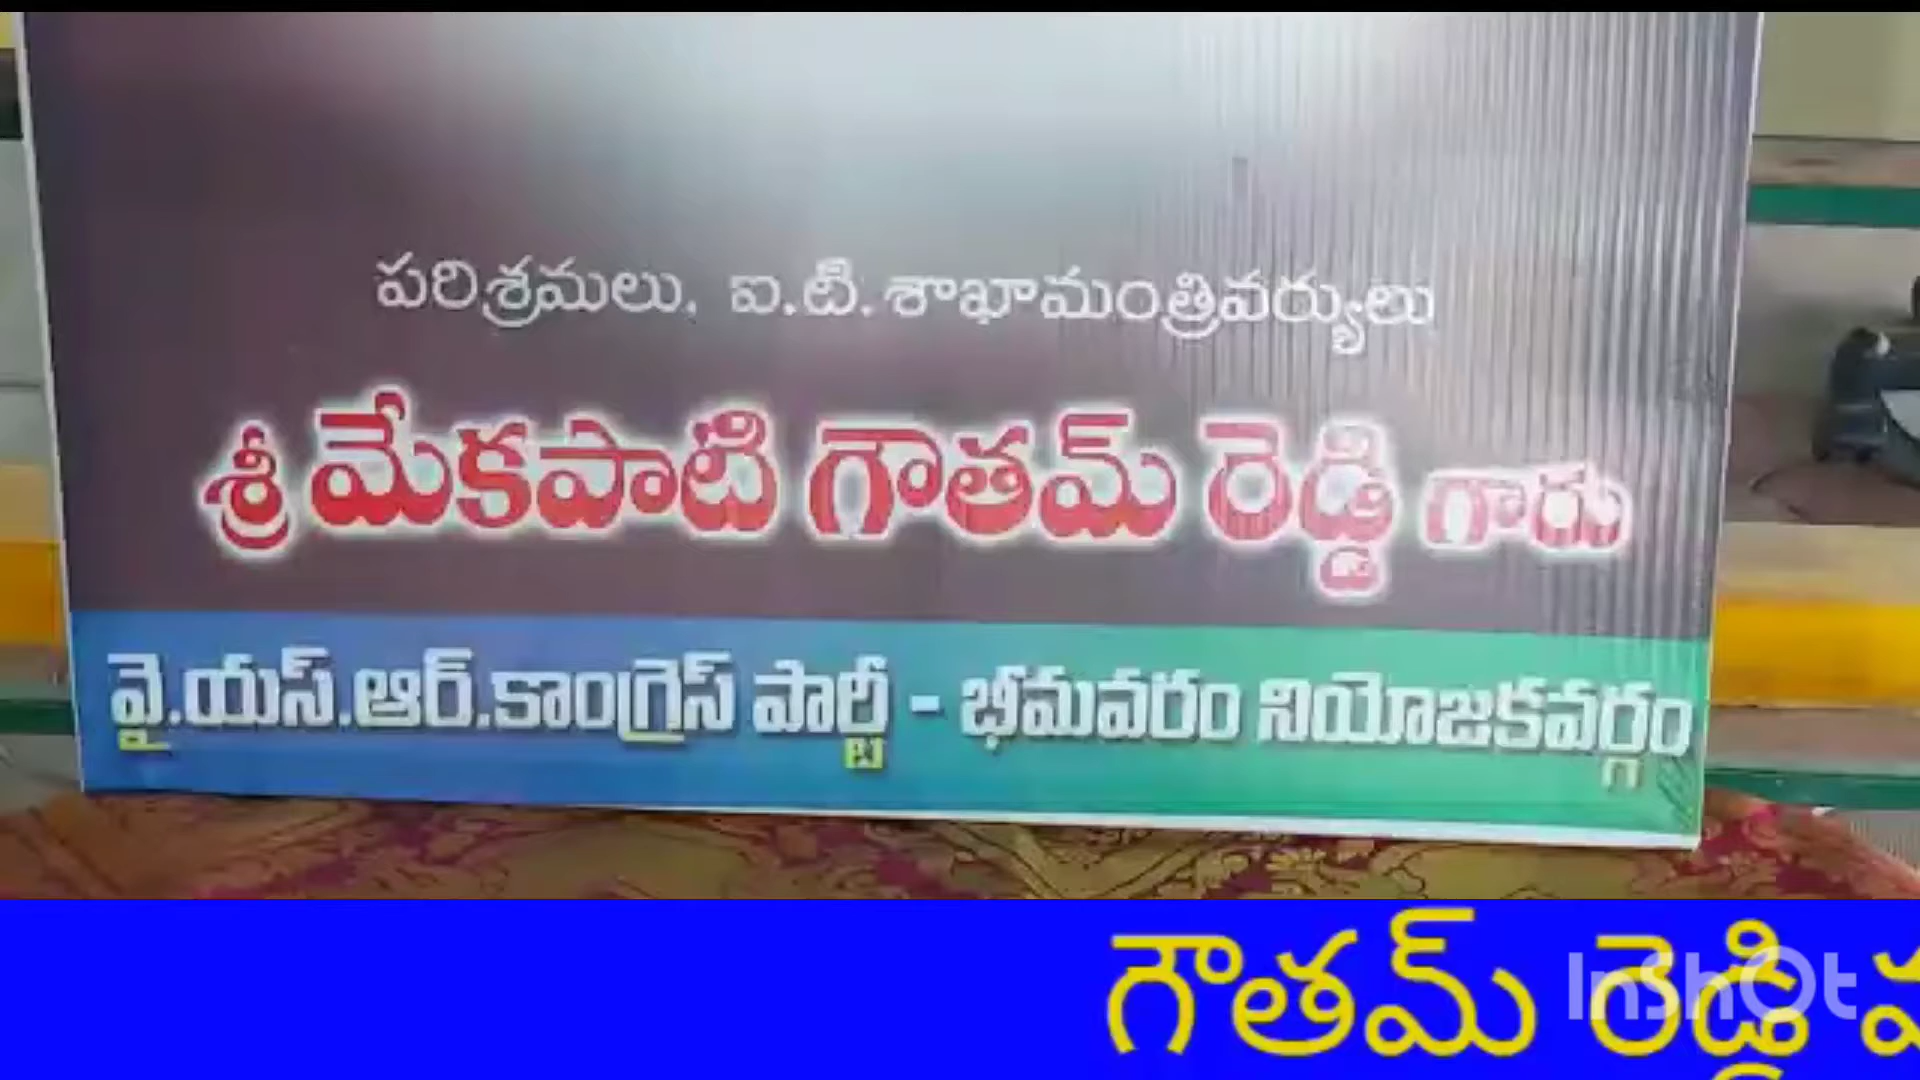 పరిశ్రమలు, ఐ.టి. శాఖామంత్రివర్యులు
శ్రీ మేకపాటి గౌతమ్ రెడ్డి గారు
వై.యస్.ఆర్.కాంగ్రెస్ పార్టీ - భీమవరం నియోజకవర్గం
గౌతమ్ రెడ్డి
InShOt